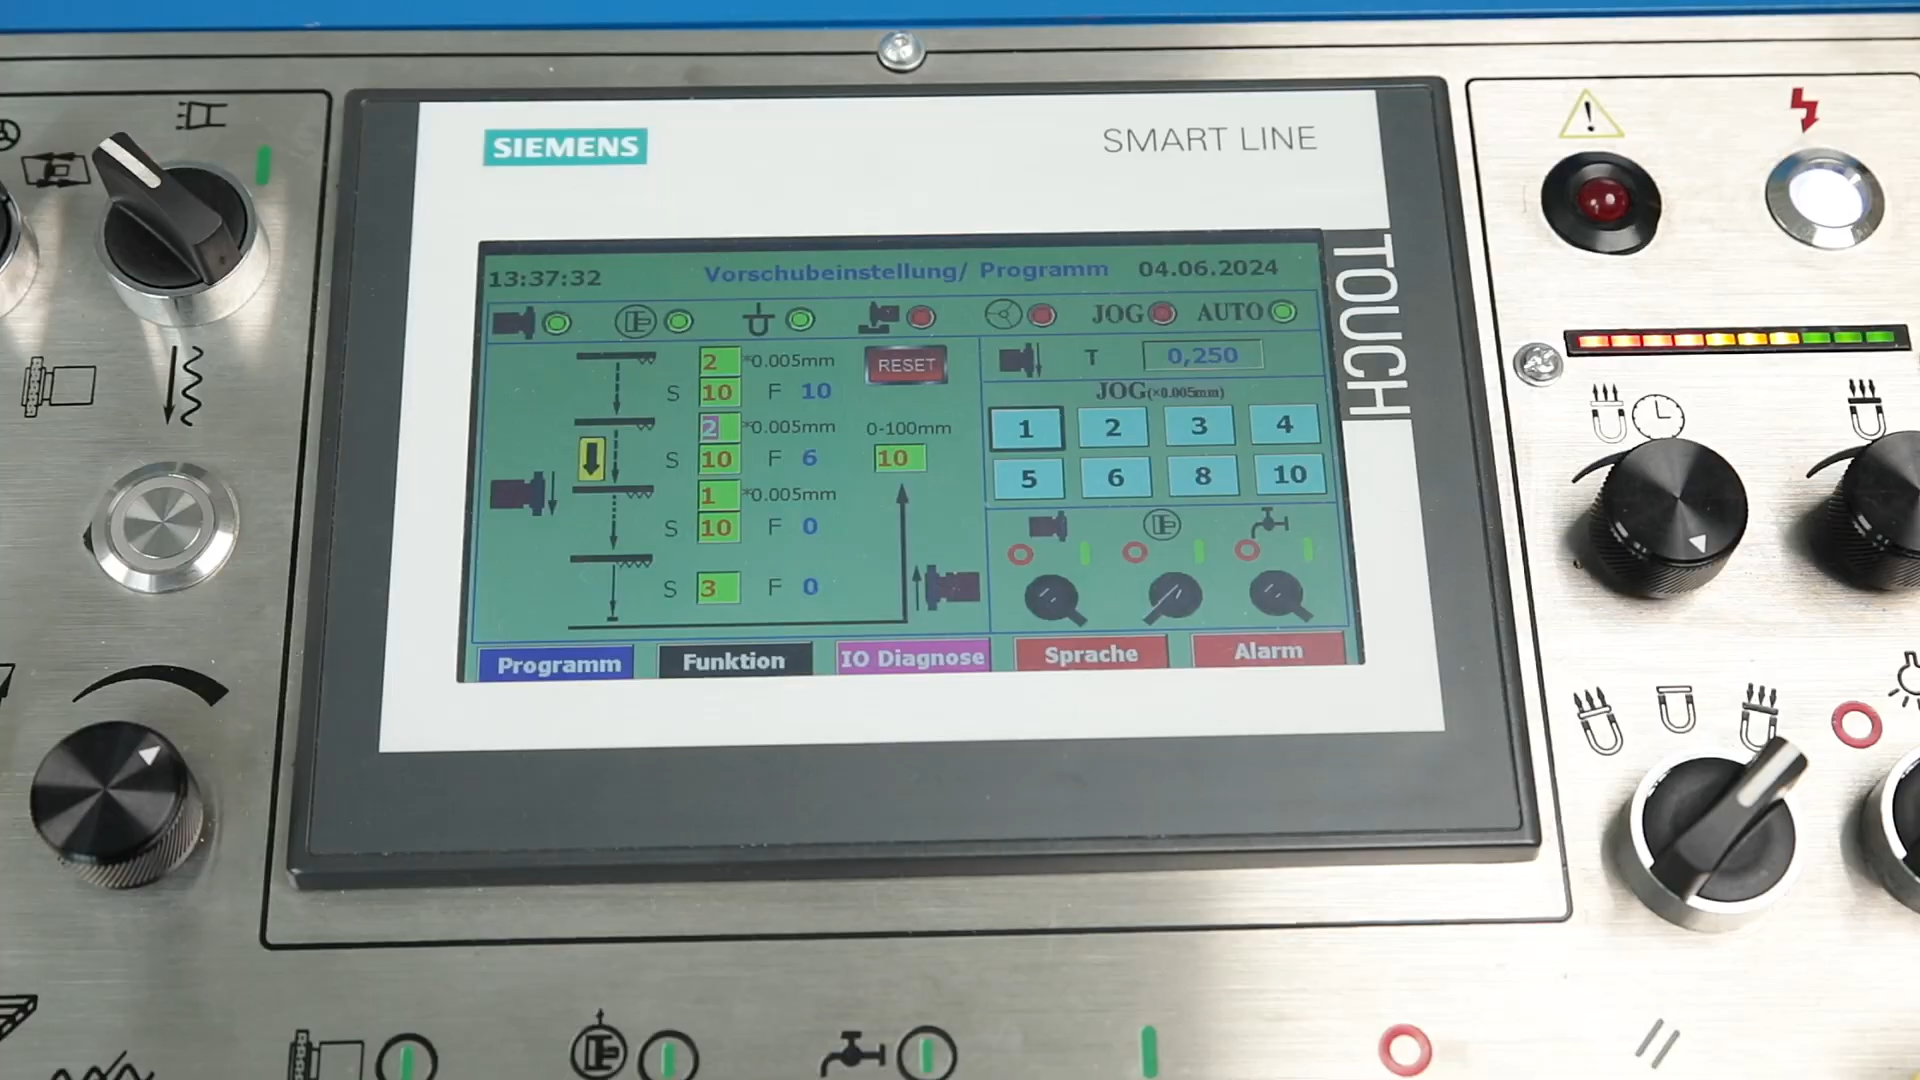 SIEMENS
SMART LINE
TOUCH
13:37:32 Vorschubeinstellung/ Programm 04.06.2024
JOG AUTO
2 *0.005mm RESET
S 10 F 10
T 0,250
JOG(×0.005mm)
2 *0.005mm 0-100mm
S 10 F 6 10
1 2 3 4
5 6 8 10
1 *0.005mm
S 10 F 0
S 3 F 0
Programm Funktion IO Diagnose Sprache Alarm